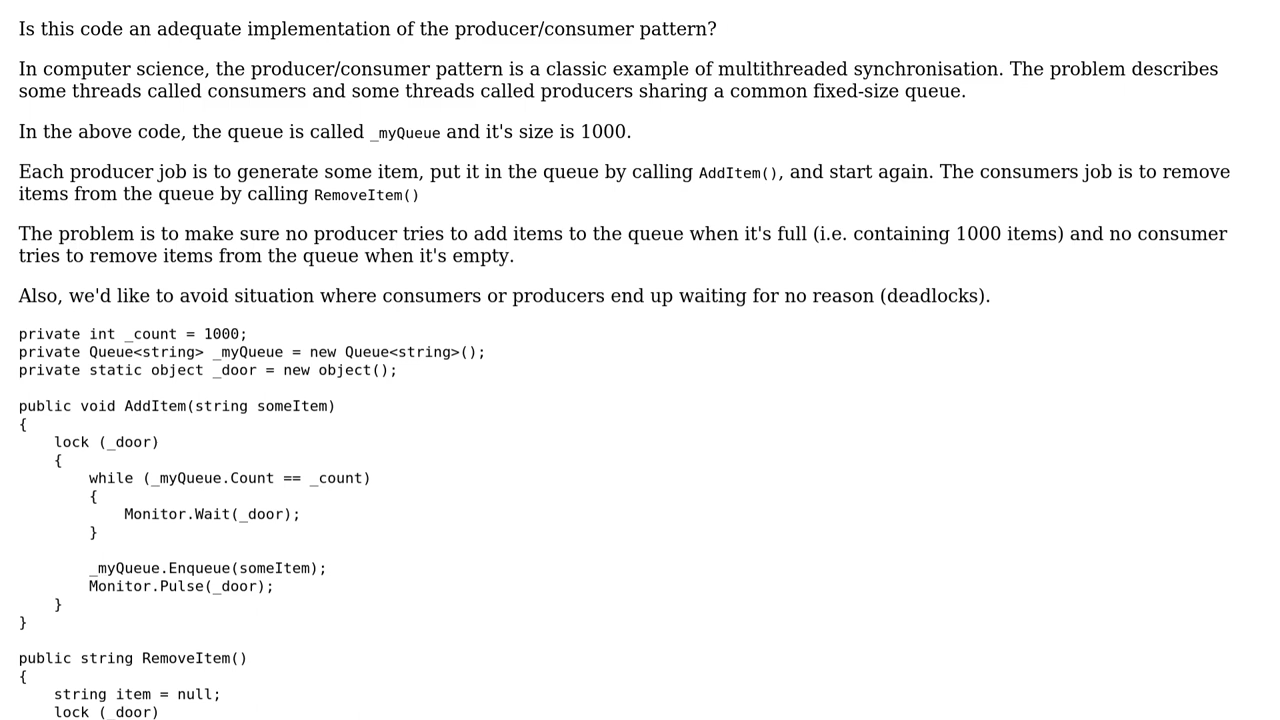 Is this code an adequate implementation of the producer/consumer pattern?
In computer science, the producer/consumer pattern is a classic example of multithreaded synchronisation. The problem describes
some threads called consumers and some threads called producers sharing a common fixed-size queue.
In the above code, the queue is called _myQueue and it's size is 1000.
Each producer job is to generate some item, put it in the queue by calling AddItem(), and start again. The consumers job is to remove
items from the queue by calling RemoveItem()
The problem is to make sure no producer tries to add items to the queue when it's full (i.e. containing 1000 items) and no consumer
tries to remove items from the queue when it's empty.
Also, we'd like to avoid situation where consumers or producers end up waiting for no reason (deadlocks).
private int _count = 1000;
private Queue<string> _myQueue = new Queue<string>();
private static object _door = new object();
public void AddItem(string someItem)
{
    lock (_door)
    {
        while (_myQueue.Count == _count)
        {
            Monitor.Wait(_door);
        }
        _myQueue.Enqueue(someItem);
        Monitor.Pulse(_door);
    }
}
public string RemoveItem()
{
    string item = null;
    lock (_door)